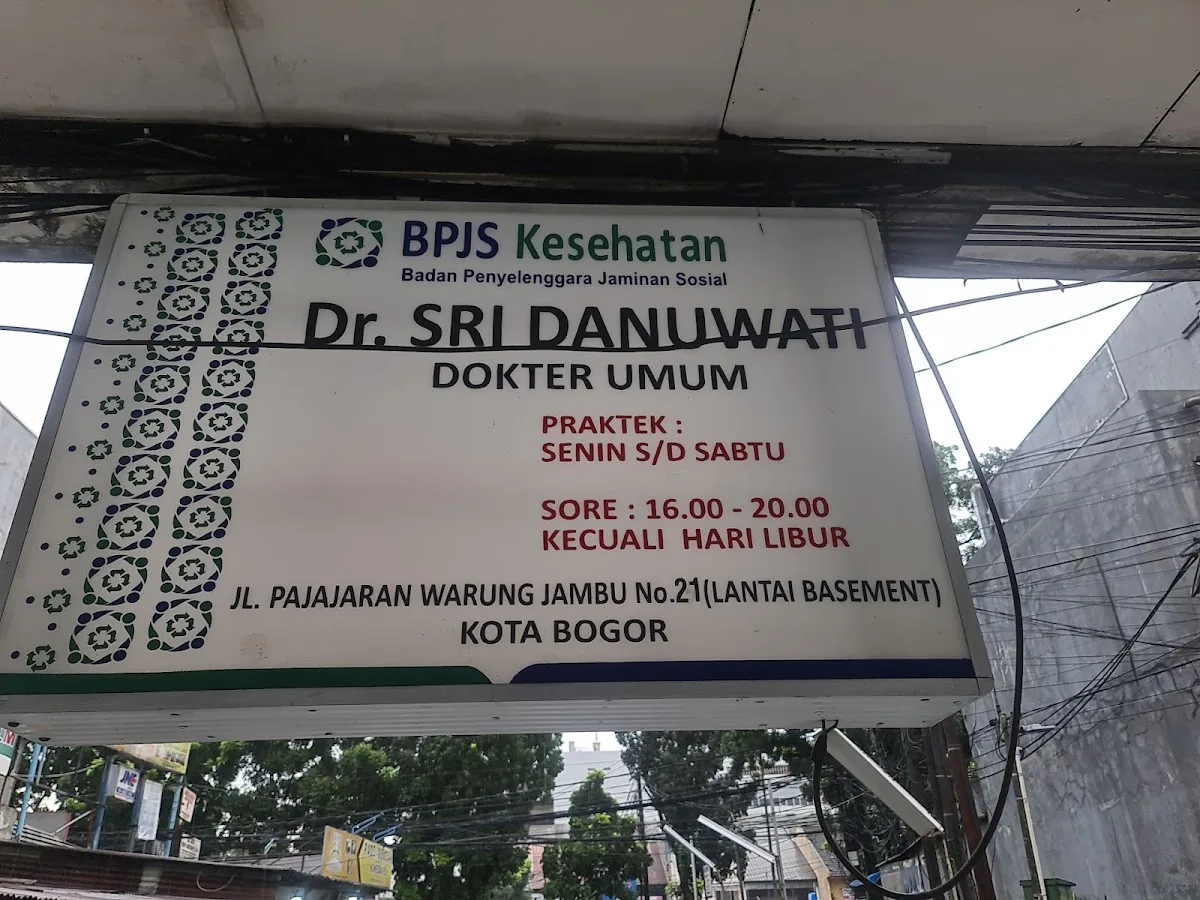 BPJS Kesehatan
Badan Penyelenggara Jaminan Sosial
Dr. SRI DANUWATI
DOKTER UMUM
PRAKTEK :
SENIN S/D SABTU
SORE : 16.00 - 20.00
KECUALI HARI LIBUR
JL. PAJAJARAN WARUNG JAMBU No.21(LANTAI BASEMENT)
KOTA BOGOR
JNE